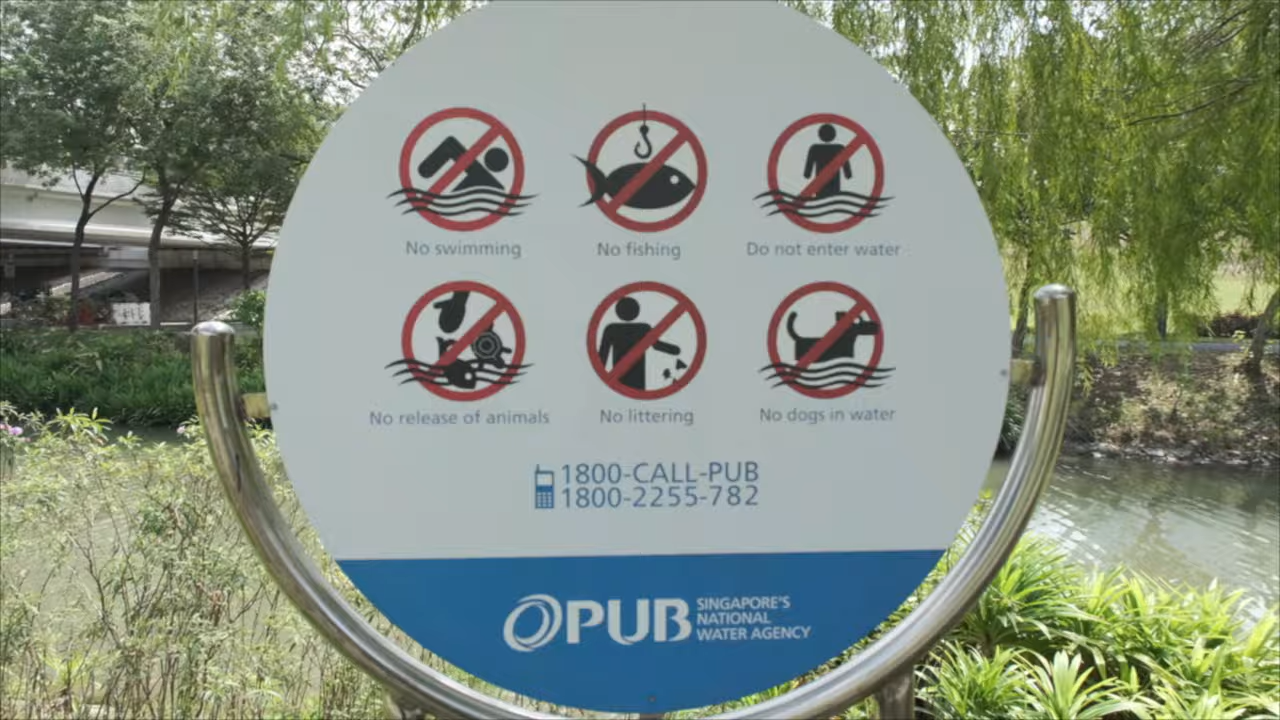 No swimming
No fishing
Do not enter water
No release of animals
No littering
No dogs in water
1800-CALL-PUB
1800-2255-782
PUB
SINGAPORE'S
NATIONAL
WATER AGENCY